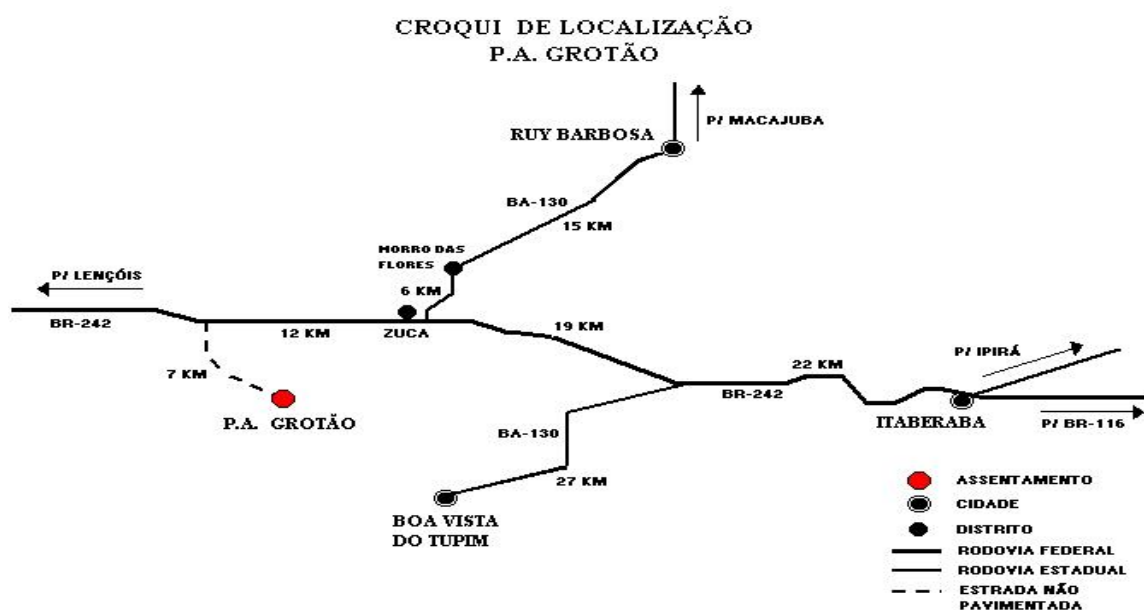 CROQUI DE LOCALIZAÇÃO
P.A. GROTÃO
P/ MACAJUBA
RUY BARBOSA
BA-130
15 KM
MORRO DAS
FLORES
P/ LENÇÓIS
6 KM
BR-242
12 KM
ZUCA
19 KM
7 KM
P.A. GROTÃO
22 KM
P/ IPIRÁ
BR-242
ITABERABA
P/ BR-116
BA-130
27 KM
BOA VISTA
DO TUPIM
ASSENTAMENTO
CIDADE
DISTRITO
RODOVIA FEDERAL
RODOVIA ESTADUAL
ESTRADA NÃO
PAVIMENTADA